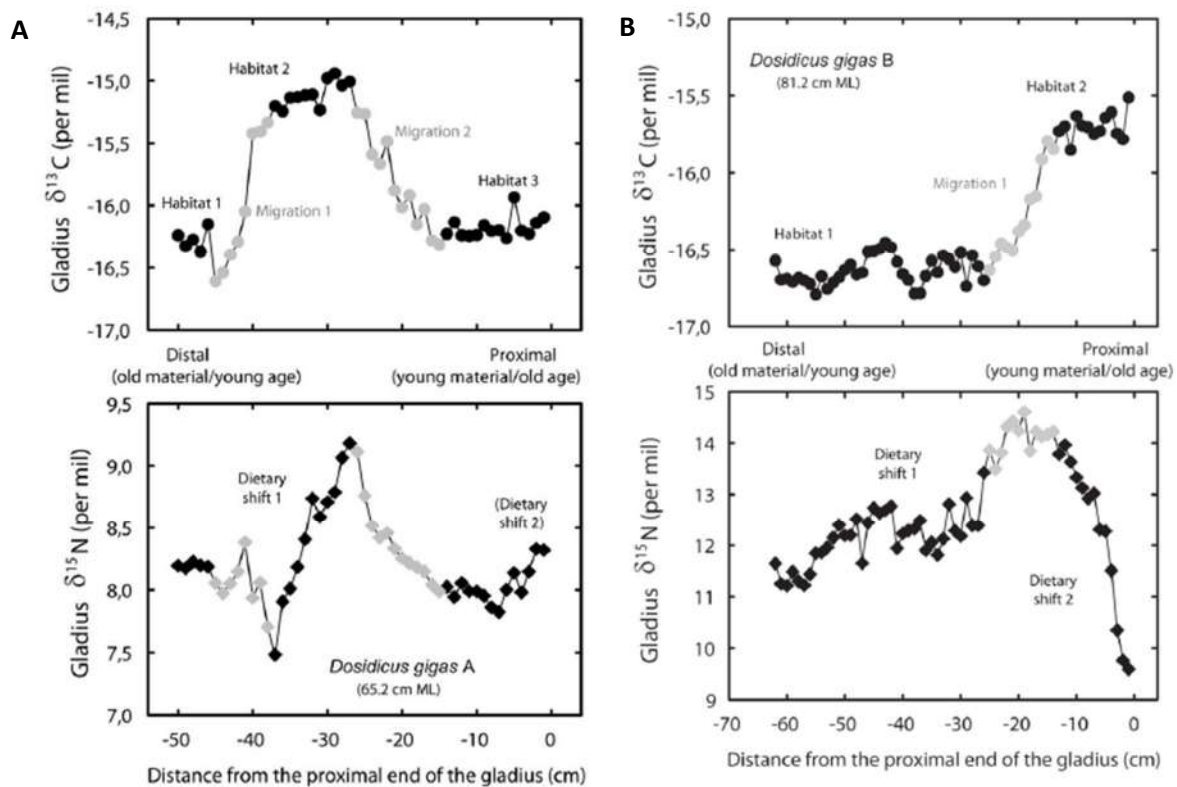 A
-14,5
-15,0
-15,5
-16,0
-16,5
-17,0
Gladius δ13C (per mil)
Habitat 1
Habitat 2
Habitat 3
Migration 1
Migration 2
Distal
(old material/young age)
Proximal
(young material/old age)
9,5
9,0
8,5
8,0
7,5
7,0
Gladius δ15N (per mil)
Dietary
shift 1
(Dietary
shift 2)
Dosidicus gigas A
(65.2 cm ML)
-50
-40
-30
-20
-10
0
Distance from the proximal end of the gladius (cm)
B
-15,0
-15,5
-16,0
-16,5
-17,0
Gladius δ13C (per mil)
Dosidicus gigas B
(81.2 cm ML)
Habitat 1
Migration 1
Habitat 2
Distal
(old material/young age)
Proximal
(young material/old age)
15
14
13
12
11
10
9
Gladius δ15N (per mil)
Dietary
shift 1
Dietary
shift 2
-70
-60
-50
-40
-30
-20
-10
0
Distance from the proximal end of the gladius (cm)